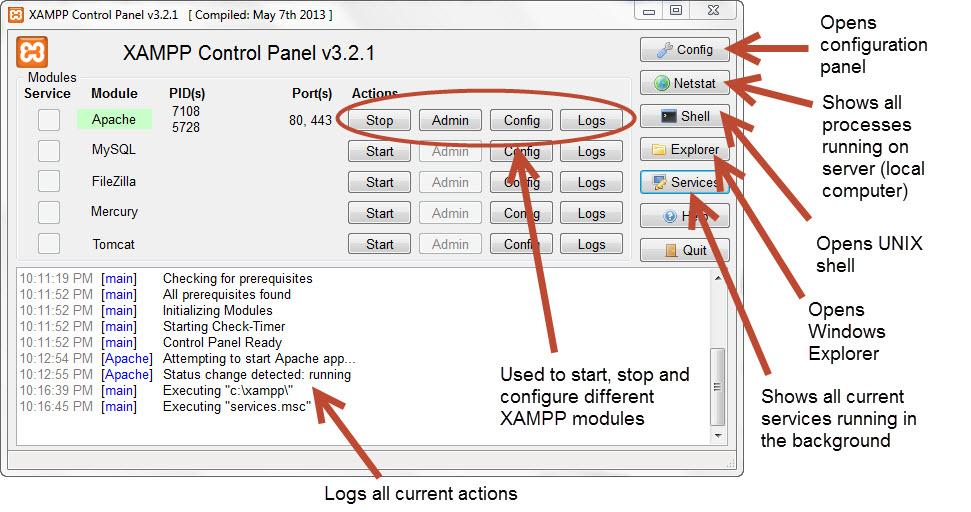 XAMPP Control Panel v3.2.1 [ Compiled: May 7th 2013 ]
XAMPP Control Panel v3.2.1
Config
Modules
Service Module PID(s) Port(s) Actions
Apache 7108 5728 80, 443 Stop Admin Config Logs
MySQL Start Admin Config Logs
FileZilla Start Admin Config Logs
Mercury Start Admin Config Logs
Tomcat Start Admin Config Logs
Netstat
Shell
Explorer
Services
Help
Quit
10:11:19 PM [main] Checking for prerequisites
10:11:52 PM [main] All prerequisites found
10:11:52 PM [main] Initializing Modules
10:11:52 PM [main] Starting Check-Timer
10:11:52 PM [main] Control Panel Ready
10:12:54 PM [Apache] Attempting to start Apache app...
10:12:55 PM [Apache] Status change detected: running
10:16:39 PM [main] Executing "c:\xampp\"
10:16:45 PM [main] Executing "services.msc"
Opens
configuration
panel
Shows all
processes
running on
server (local
computer)
Opens UNIX
shell
Opens
Windows
Explorer
Shows all current
services running in
the background
Used to start, stop and
configure different
XAMPP modules
Logs all current actions